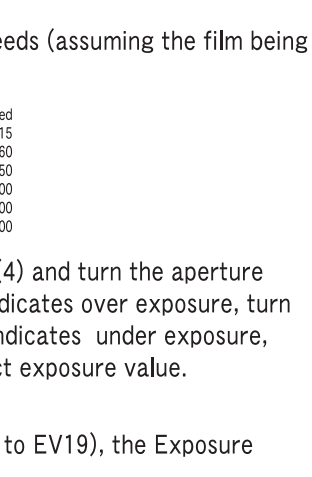 eeds (assuming the film being
ed
15
60
50
00
00
00
(4) and turn the aperture
dicates over exposure, turn
ndicates under exposure,
ct exposure value.
to EV19), the Exposure